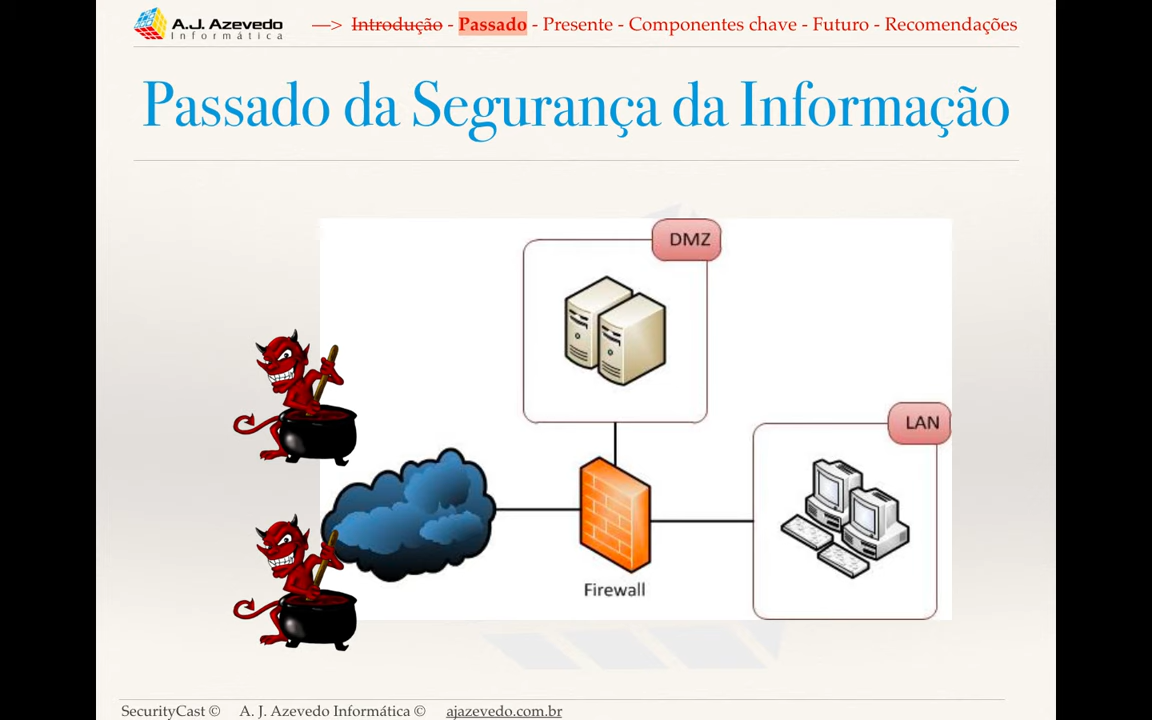 A.J. Azevedo
Informática
—> Introdução - Passado - Presente - Componentes chave - Futuro - Recomendações
Passado da Segurança da Informação
DMZ
LAN
Firewall
SecurityCast © A. J. Azevedo Informática © ajazevedo.com.br